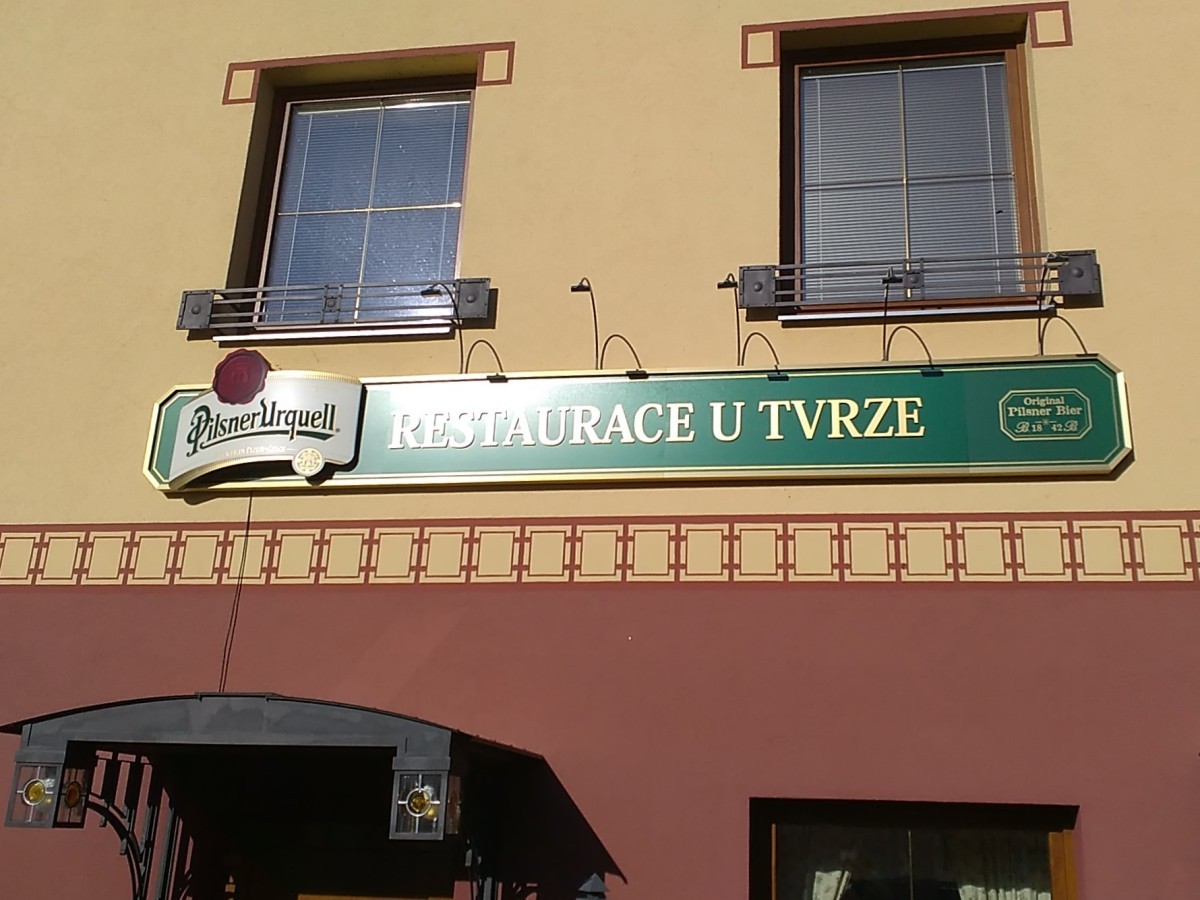 Pilsner Urquell
RESTAURACE U TVRZE
Original
Pilsner Bier
B 18 42 B